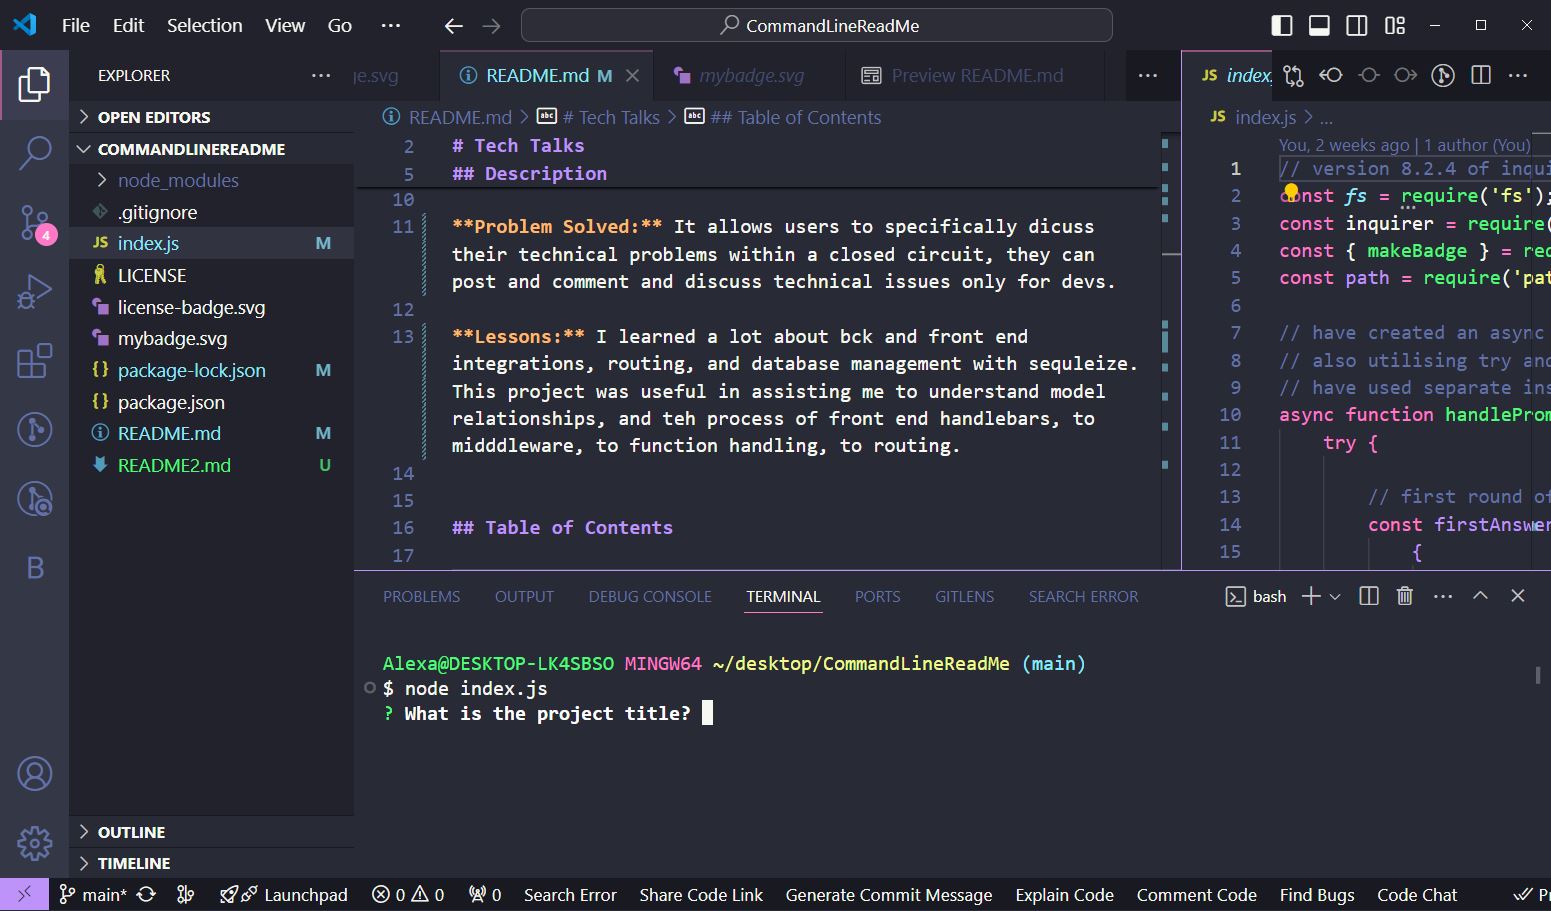 File Edit Selection View Go ··· CommandLineReadMe
EXPLORER ···
OPEN EDITORS
COMMANDLINEREADME
node_modules
.gitignore
JS index.js M
LICENSE
license-badge.svg
mybadge.svg
{} package-lock.json M
{} package.json
README.md M
README2.md U
OUTLINE
TIMELINE
4
B
ge.svg README.md M mybadge.svg Preview README.md ···
README.md > abc # Tech Talks > abc ## Table of Contents
2 # Tech Talks
5 ## Description
10
11 **Problem Solved:** It allows users to specifically dicuss
their technical problems within a closed circuit, they can
post and comment and discuss technical issues only for devs.
12
13 **Lessons:** I learned a lot about bck and front end
integrations, routing, and database management with sequleize.
This project was useful in assisting me to understand model
relationships, and teh process of front end handlebars, to
midddleware, to function handling, to routing.
14
15
16 ## Table of Contents
17
JS index. ···
JS index.js > ...
You, 2 weeks ago | 1 author (You)
1 // version 8.2.4 of inqui
2 const fs = require('fs');
3 const inquirer = require(
4 const { makeBadge } = req
5 const path = require('pat
6
7 // have created an async
8 // also utilising try and
9 // have used separate ins
10 async function handleProm
11 try {
12
13 // first round of
14 const firstAnswer
15 {
PROBLEMS OUTPUT DEBUG CONSOLE TERMINAL PORTS GITLENS SEARCH ERROR bash ···
Alexa@DESKTOP-LK4SBSO MINGW64 ~/desktop/CommandLineReadMe (main)
$ node index.js
? What is the project title?
main* Launchpad 0 0 0 Search Error Share Code Link Generate Commit Message Explain Code Comment Code Find Bugs Code Chat Pr